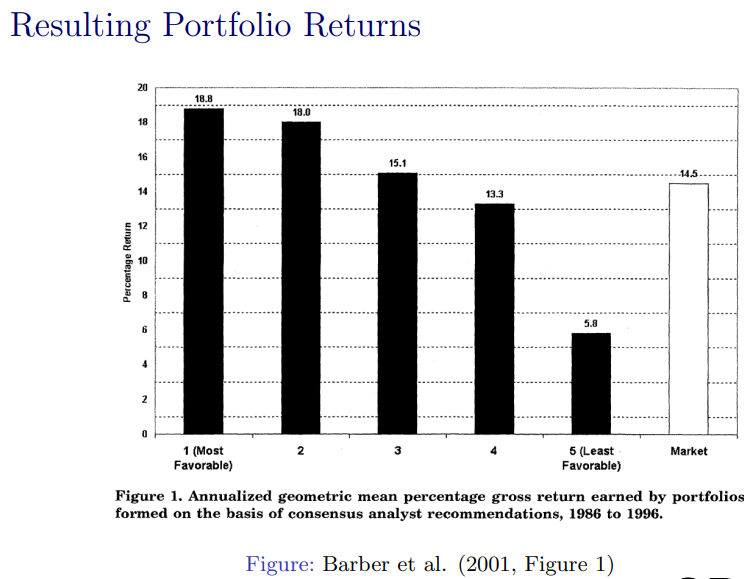 Resulting Portfolio Returns
20
18
16
14
12
10
8
6
4
2
0
Percentage Return
18.8
18.0
15.1
13.3
5.8
14.5
1 (Most Favorable)
2
3
4
5 (Least Favorable)
Market
Figure 1. Annualized geometric mean percentage gross return earned by portfolios
formed on the basis of consensus analyst recommendations, 1986 to 1996.
Figure: Barber et al. (2001, Figure 1)